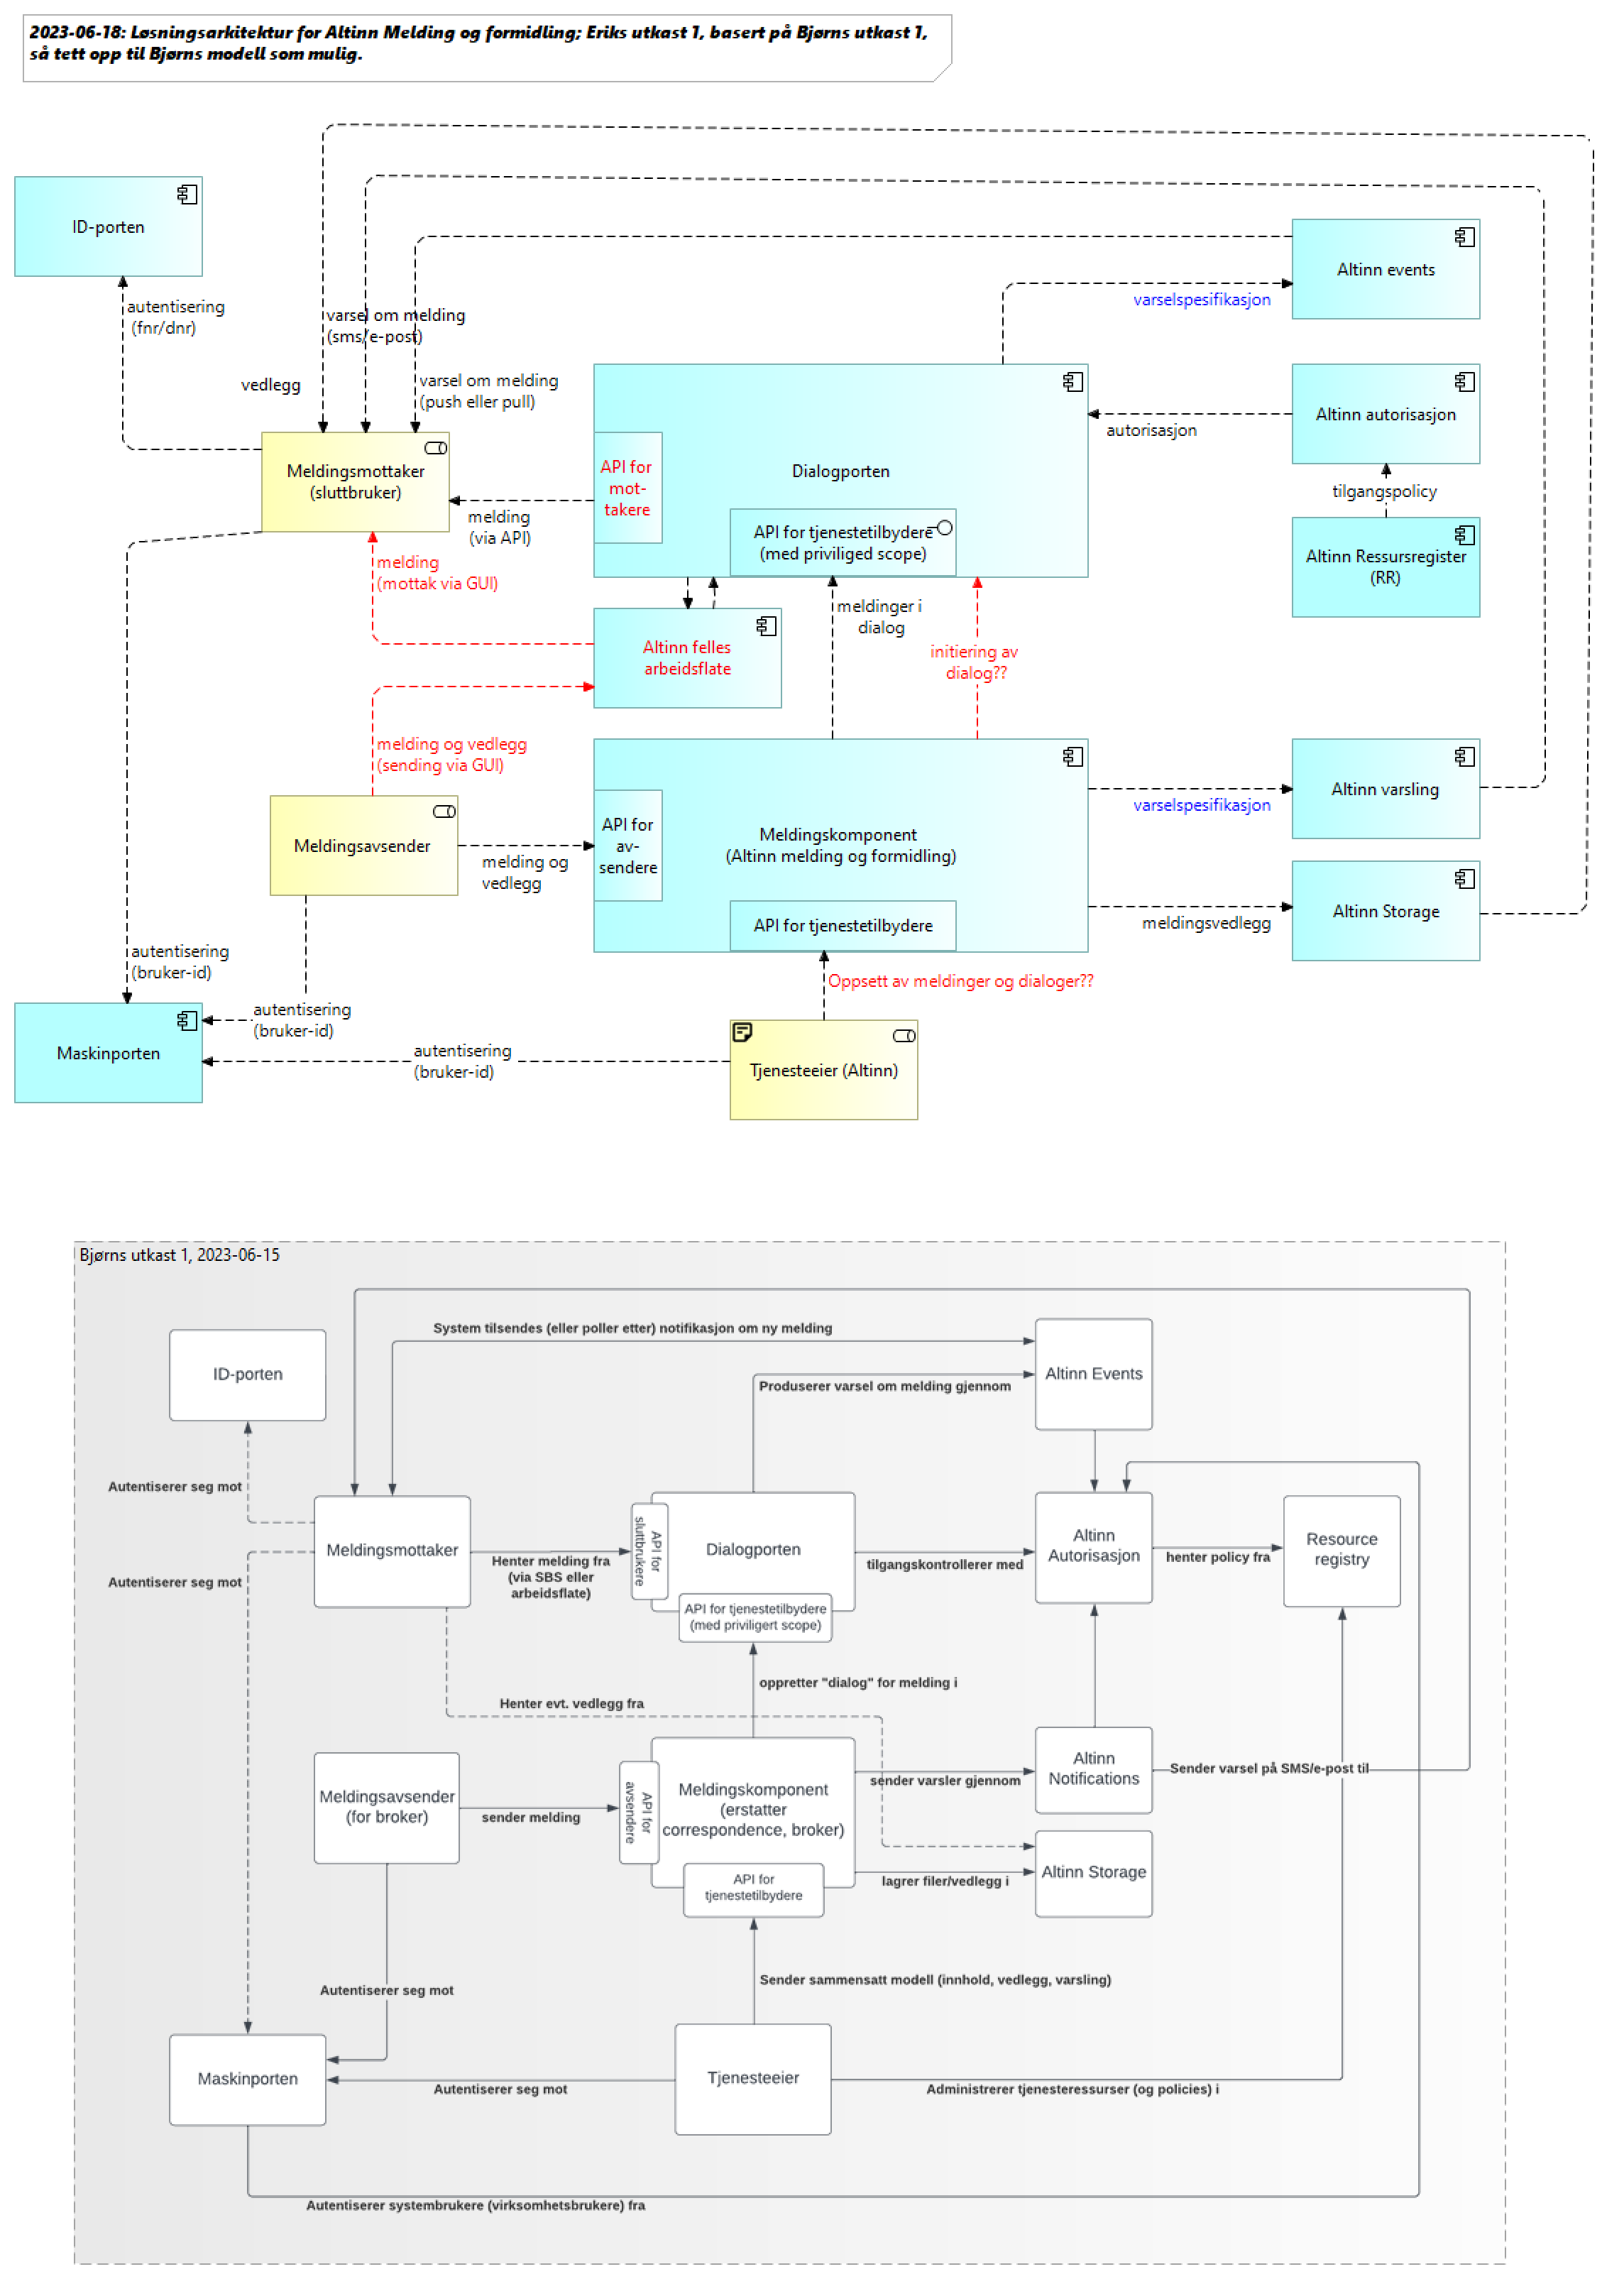 2023-06-18: Løsningsarkitektur for Altinn Melding og formidling; Eriks utkast 1, basert på Bjørns utkast 1,
så tett opp til Bjørns modell som mulig.
ID-porten
Altinn events
varselspesifikasjon
autentisering
(fnr/dnr)
varsel om melding
(sms/e-post)
vedlegg
varsel om melding
(push eller pull)
Altinn autorisasjon
autorisasjon
Meldingsmottaker
(sluttbruker)
API for
mot-
takere
Dialogporten
tilgangspolicy
melding
(via API)
API for tjenestetilbydere
(med priviliged scope)
Altinn Ressursregister
(RR)
melding
(mottak via GUI)
meldinger i
dialog
Altinn felles
arbeidsflate
initiering av
dialog??
melding og vedlegg
(sending via GUI)
Altinn varsling
varselspesifikasjon
Meldingsavsender
API for
av-
sendere
Meldingskomponent
(Altinn melding og formidling)
melding og
vedlegg
Altinn Storage
meldingsvedlegg
API for tjenestetilbydere
autentisering
(bruker-id)
Oppsett av meldinger og dialoger??
autentisering
(bruker-id)
Maskinporten
autentisering
(bruker-id)
Tjenesteeier (Altinn)
Bjørns utkast 1, 2023-06-15
System tilsendes (eller poller etter) notifikasjon om ny melding
ID-porten
Altinn Events
Produserer varsel om melding gjennom
Autentiserer seg mot
Meldingsmottaker
Henter melding fra
(via SBS eller
arbeidsflate)
API for
sluttbrukere
Dialogporten
tilgangskontrollerer med
Altinn
Autorisasjon
henter policy fra
Resource
registry
Autentiserer seg mot
API for tjenestetilbydere
(med priviligert scope)
oppretter "dialog" for melding i
Henter evt. vedlegg fra
Altinn
Notifications
Sender varsel på SMS/e-post til
sender varsler gjennom
Meldingsavsender
(for broker)
sender melding
API for
avsendere
Meldingskomponent
(erstatter
correspondence, broker)
Altinn Storage
lagrer filer/vedlegg i
API for
tjenestetilbydere
Sender sammensatt modell (innhold, vedlegg, varsling)
Autentiserer seg mot
Maskinporten
Autentiserer seg mot
Tjenesteeier
Administrerer tjenesteressurser (og policies) i
Autentiserer systembrukere (virksomhetsbrukere) fra